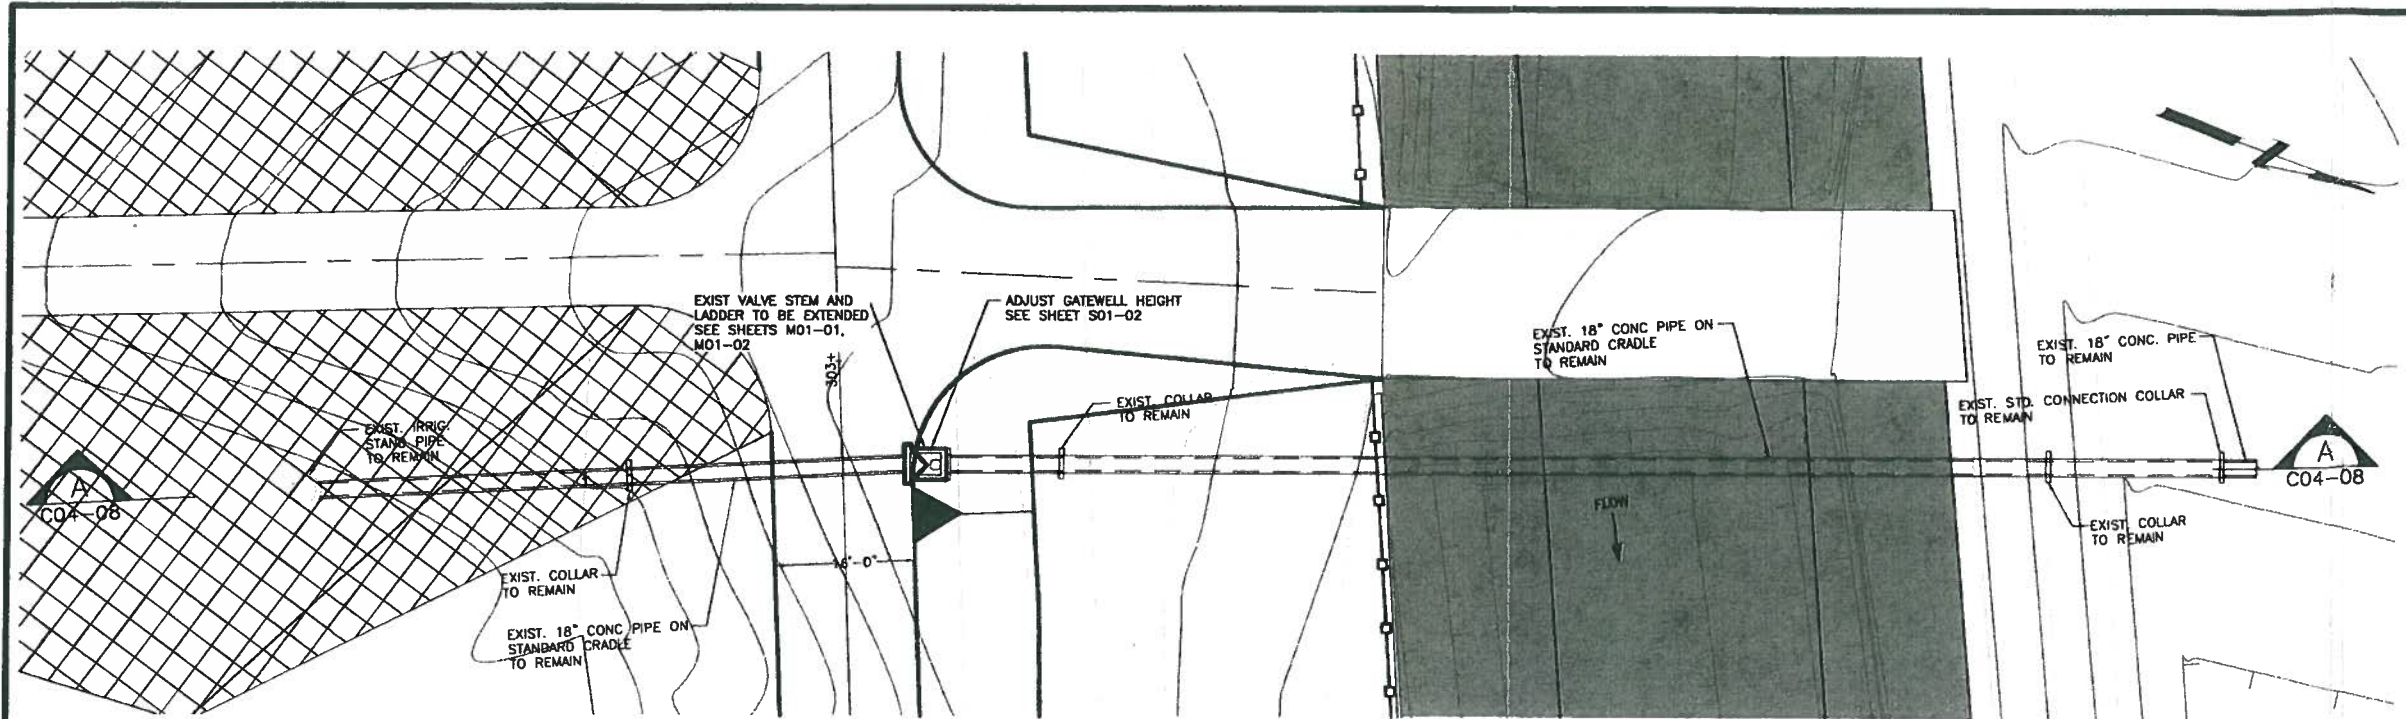 EXIST VALVE STEM AND
LADDER TO BE EXTENDED
SEE SHEETS M01-01,
M01-02
ADJUST GATEWELL HEIGHT
SEE SHEET S01-02
303+
EXIST. 18" CONC PIPE ON
STANDARD CRADLE
TO REMAIN
EXIST. 18" CONC. PIPE
TO REMAIN
EXIST. STD. CONNECTION COLLAR
TO REMAIN
EXIST. COLLAR
TO REMAIN
EXIST. IRRIG.
STAND PIPE
TO REMAIN
A
C04-08
A
C04-08
FLOW
EXIST. COLLAR
TO REMAIN
16'-0"
EXIST. COLLAR
TO REMAIN
EXIST. 18" CONC PIPE ON
STANDARD CRADLE
TO REMAIN